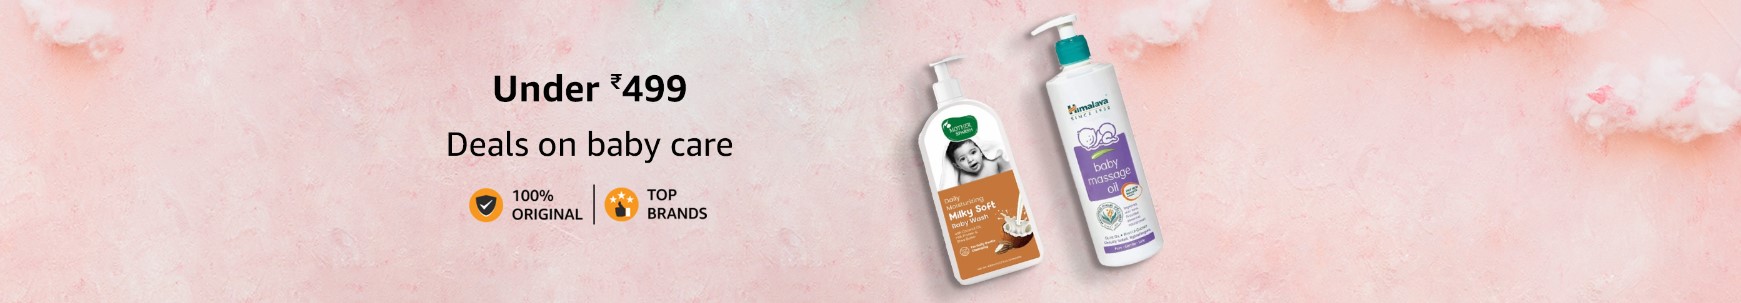 Under ₹499
Deals on baby care
100%
ORIGINAL
TOP
BRANDS
MOTHER
SPARSH
Daily
Moisturizing
Milky Soft
Baby Wash
Himalaya
SINCE 1930
baby
massage
oil